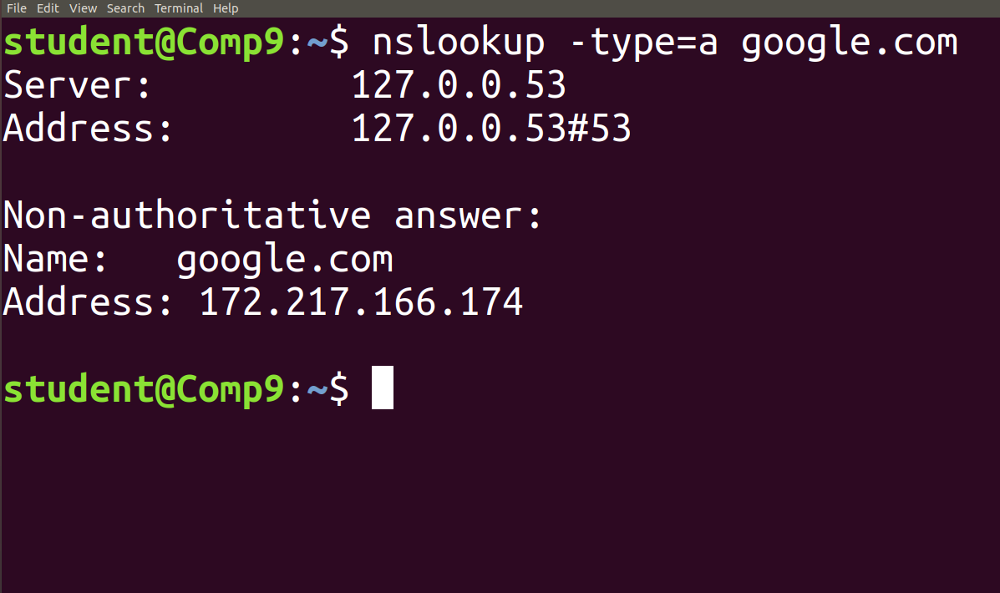 File Edit View Search Terminal Help
student@Comp9:~$ nslookup -type=a google.com
Server: 127.0.0.53
Address: 127.0.0.53#53
Non-authoritative answer:
Name: google.com
Address: 172.217.166.174
student@Comp9:~$